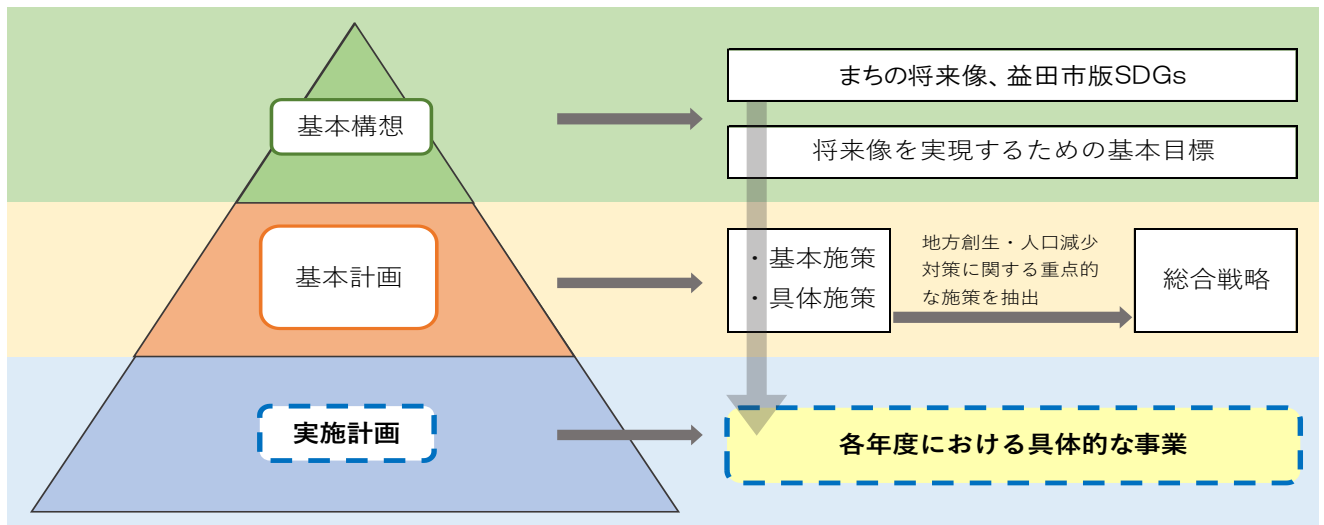 基本構想
まちの将来像、益田市版SDGs
将来像を実現するための基本目標
基本計画
・基本施策
・具体施策
地方創生・人口減少
対策に関する重点的
な施策を抽出
総合戦略
実施計画
各年度における具体的な事業